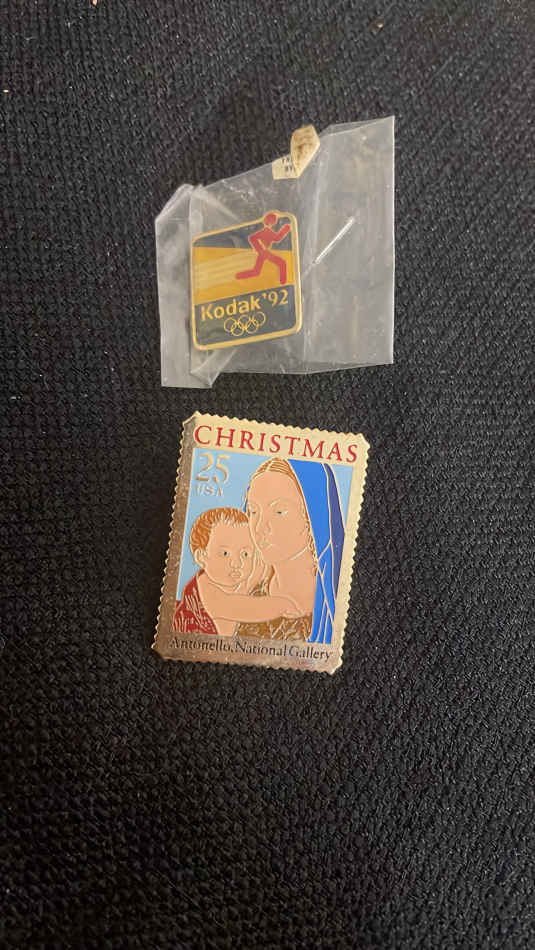 Kodak '92
CHRISTMAS
25
USA
Antonello, National Gallery